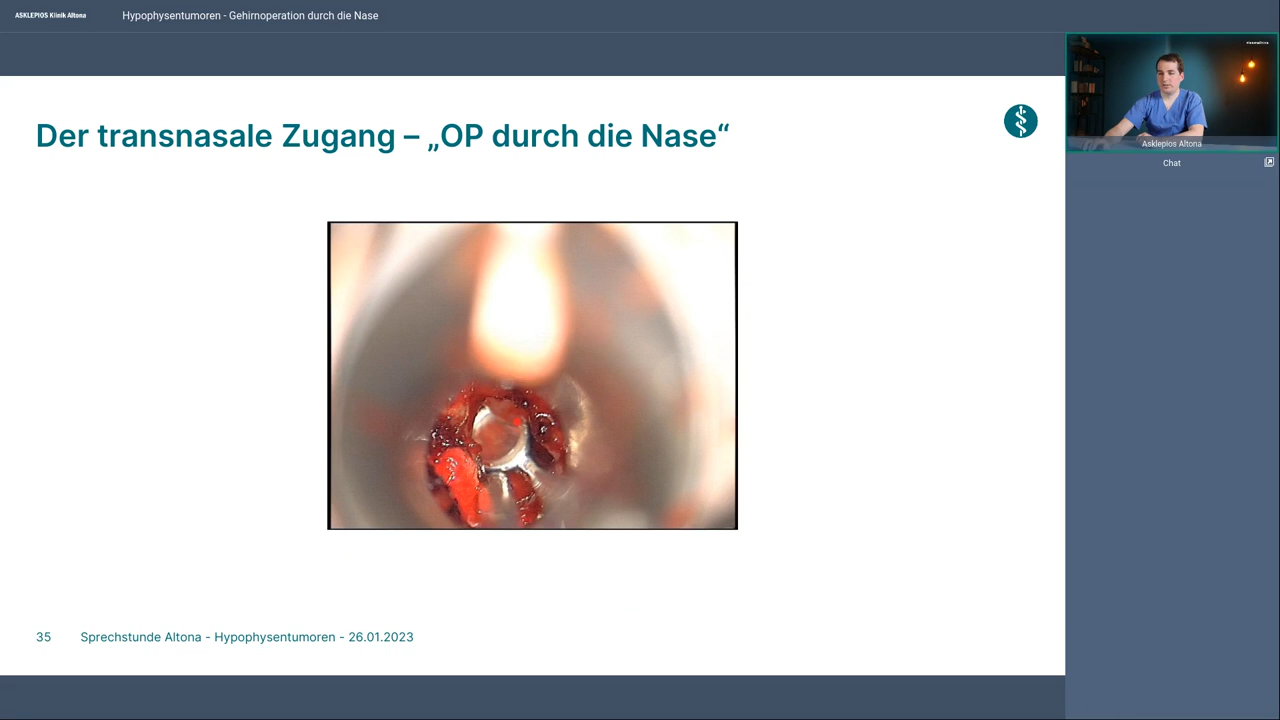 ASKLEPIOS Klinik Altona
Hypophysentumoren - Gehirnoperation durch die Nase
Der transnasale Zugang – „OP durch die Nase“
Asklepios Altona
Chat
35 Sprechstunde Altona - Hypophysentumoren - 26.01.2023